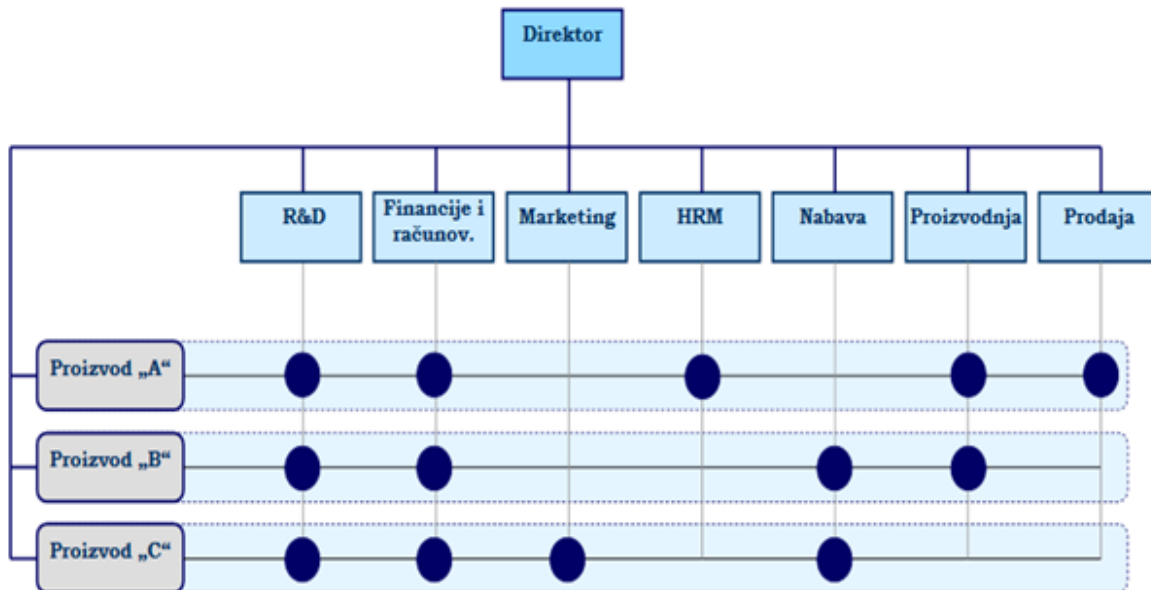 Direktor
R&D
Financije i
računov.
Marketing
HRM
Nabava
Proizvodnja
Prodaja
Proizvod „A“
Proizvod „B“
Proizvod „C“